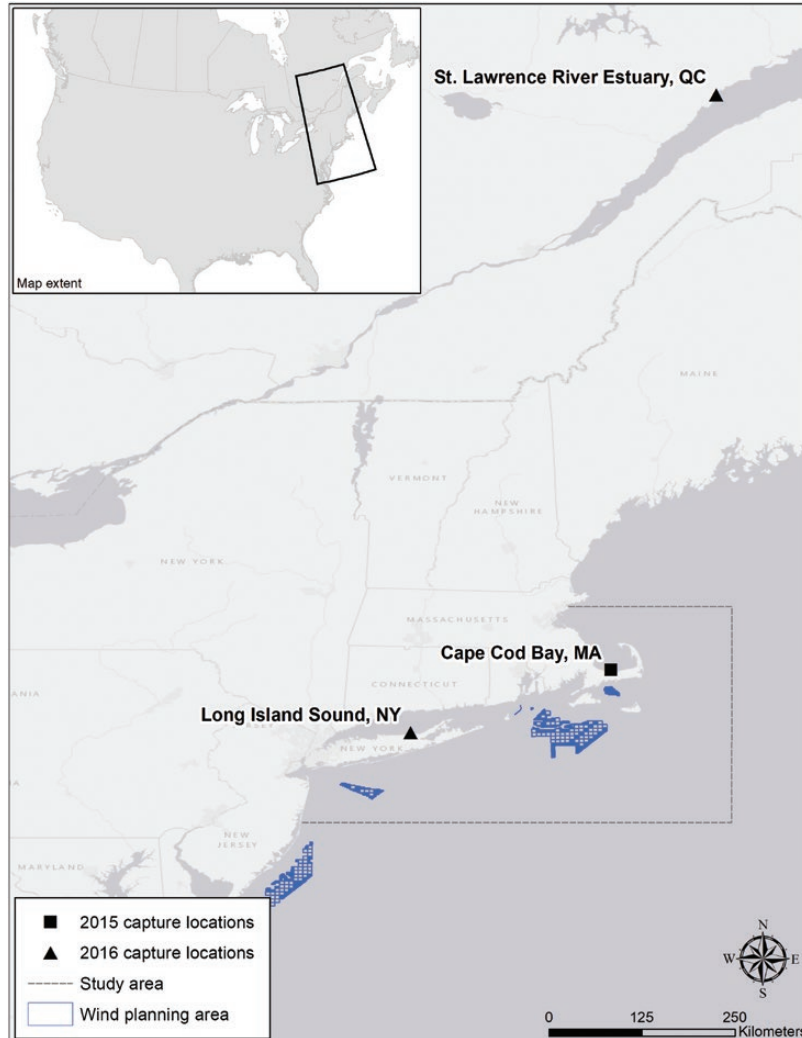 St. Lawrence River Estuary, QC
Map extent
MAINE
VERMONT
NEW
HAMPSHIRE
NEW YORK
MASSACHUSETTS
Cape Cod Bay, MA
CONNECTICUT
ANIA
Long Island Sound, NY
JERSEY
NEW YORK
NEW
JERSEY
MARYLAND
2015 capture locations
2016 capture locations
Study area
Wind planning area
N
W
E
S
0
125
250
Kilometers